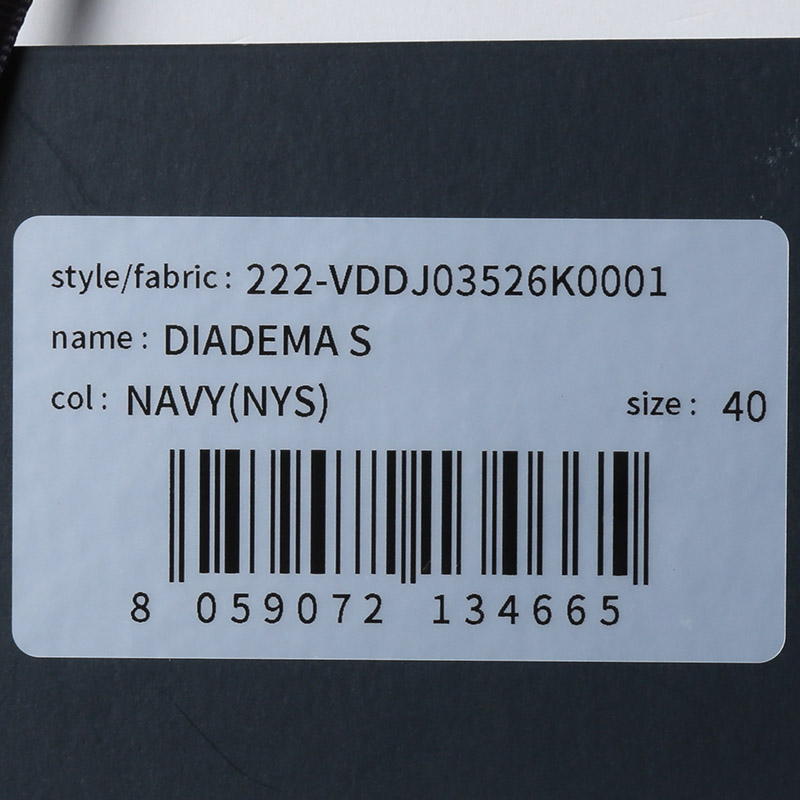 style/fabric : 222-VDDJ03526K0001
name : DIADEMA S
col : NAVY(NYS) size : 40
8 059072 134665